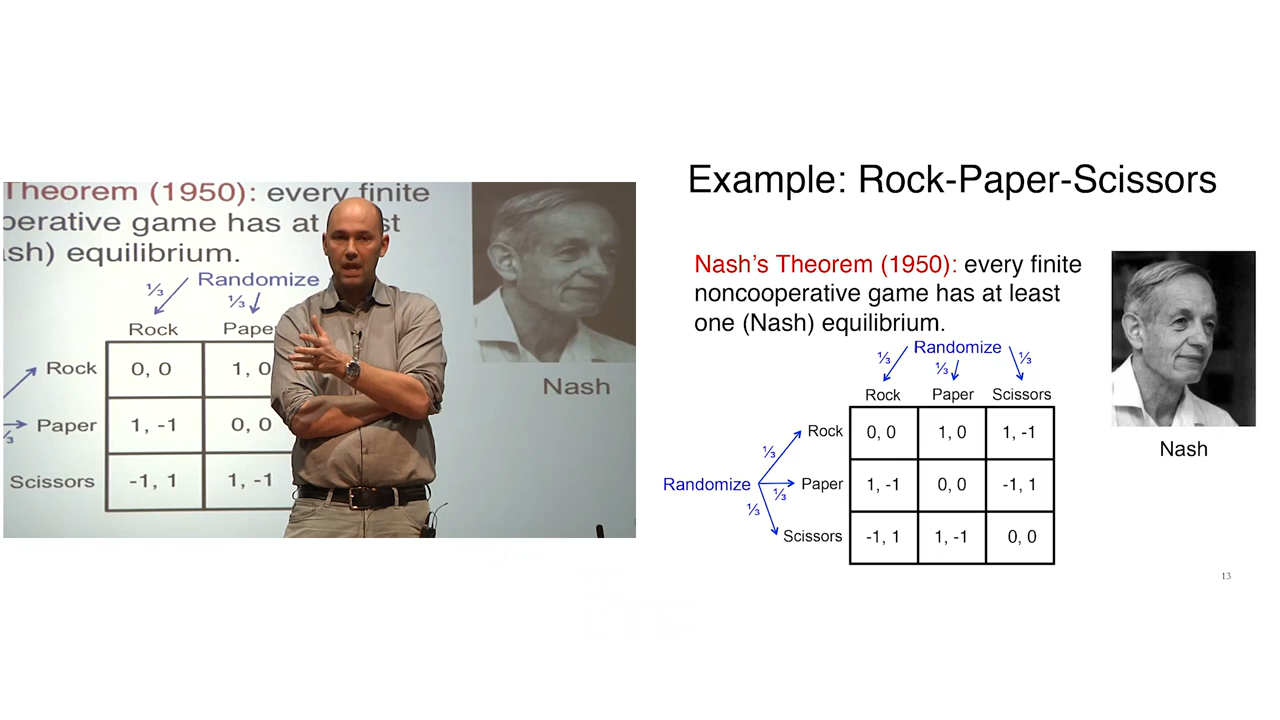 Theorem (1950): every finite
perative game has at st
sh) equilibrium.
⅓ Randomize
⅓
Rock Paper
Rock 0, 0 1, 0
⅓ Paper 1, -1 0, 0
Scissors -1, 1 1, -1
Nash
Example: Rock-Paper-Scissors
Nash's Theorem (1950): every finite
noncooperative game has at least
one (Nash) equilibrium.
⅓ Randomize ⅓
⅓
Rock Paper Scissors
Rock 0, 0 1, 0 1, -1
⅓
Randomize ⅓ Paper 1, -1 0, 0 -1, 1
⅓
Scissors -1, 1 1, -1 0, 0
Nash
13